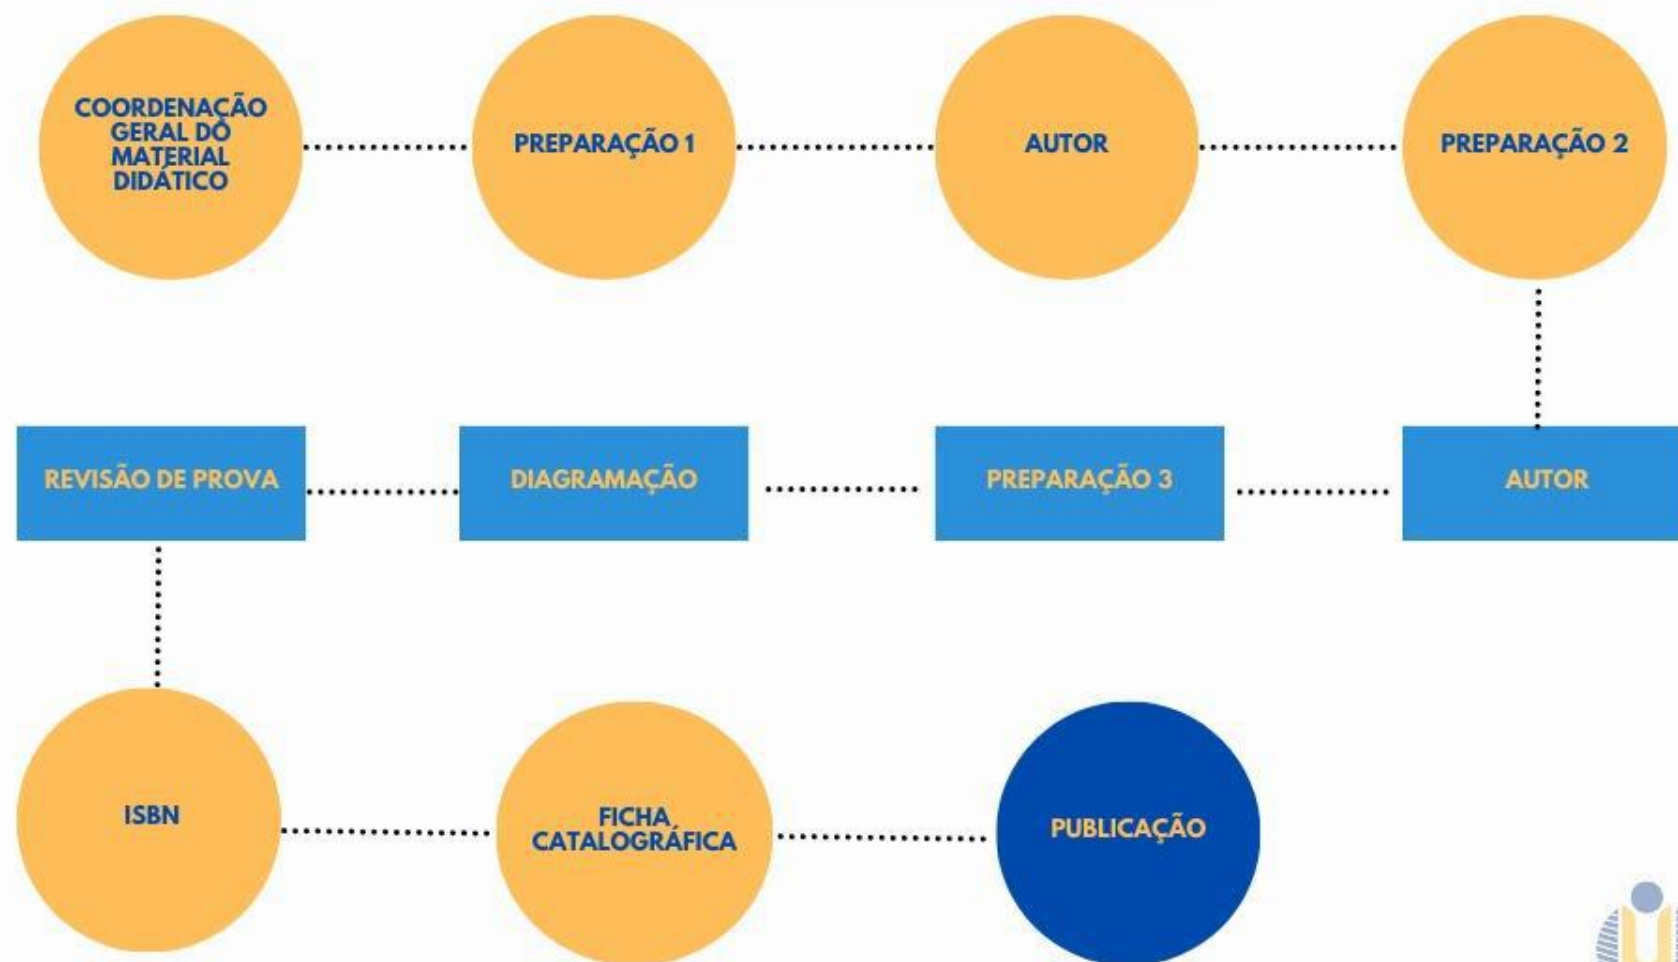 COORDENAÇÃO
GERAL DO
MATERIAL
DIDÁTICO
PREPARAÇÃO 1
AUTOR
PREPARAÇÃO 2
REVISÃO DE PROVA
DIAGRAMAÇÃO
PREPARAÇÃO 3
AUTOR
ISBN
FICHA
CATALOGRÁFICA
PUBLICAÇÃO